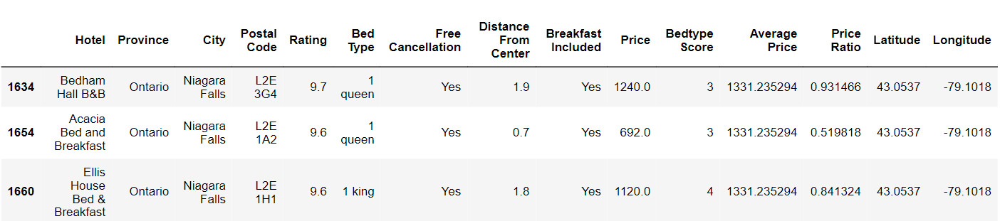 Hotel Province City Postal Code Rating Bed Type Free Cancellation Distance From Center Breakfast Included Price Bedtype Score Average Price Price Ratio Latitude Longitude
1634 Bedham Hall B&B Ontario Niagara Falls L2E 3G4 9.7 1 queen Yes 1.9 Yes 1240.0 3 1331.235294 0.931466 43.0537 -79.1018
1654 Acacia Bed and Breakfast Ontario Niagara Falls L2E 1A2 9.6 1 queen Yes 0.7 Yes 692.0 3 1331.235294 0.519818 43.0537 -79.1018
1660 Ellis House Bed & Breakfast Ontario Niagara Falls L2E 1H1 9.6 1 king Yes 1.8 Yes 1120.0 4 1331.235294 0.841324 43.0537 -79.1018